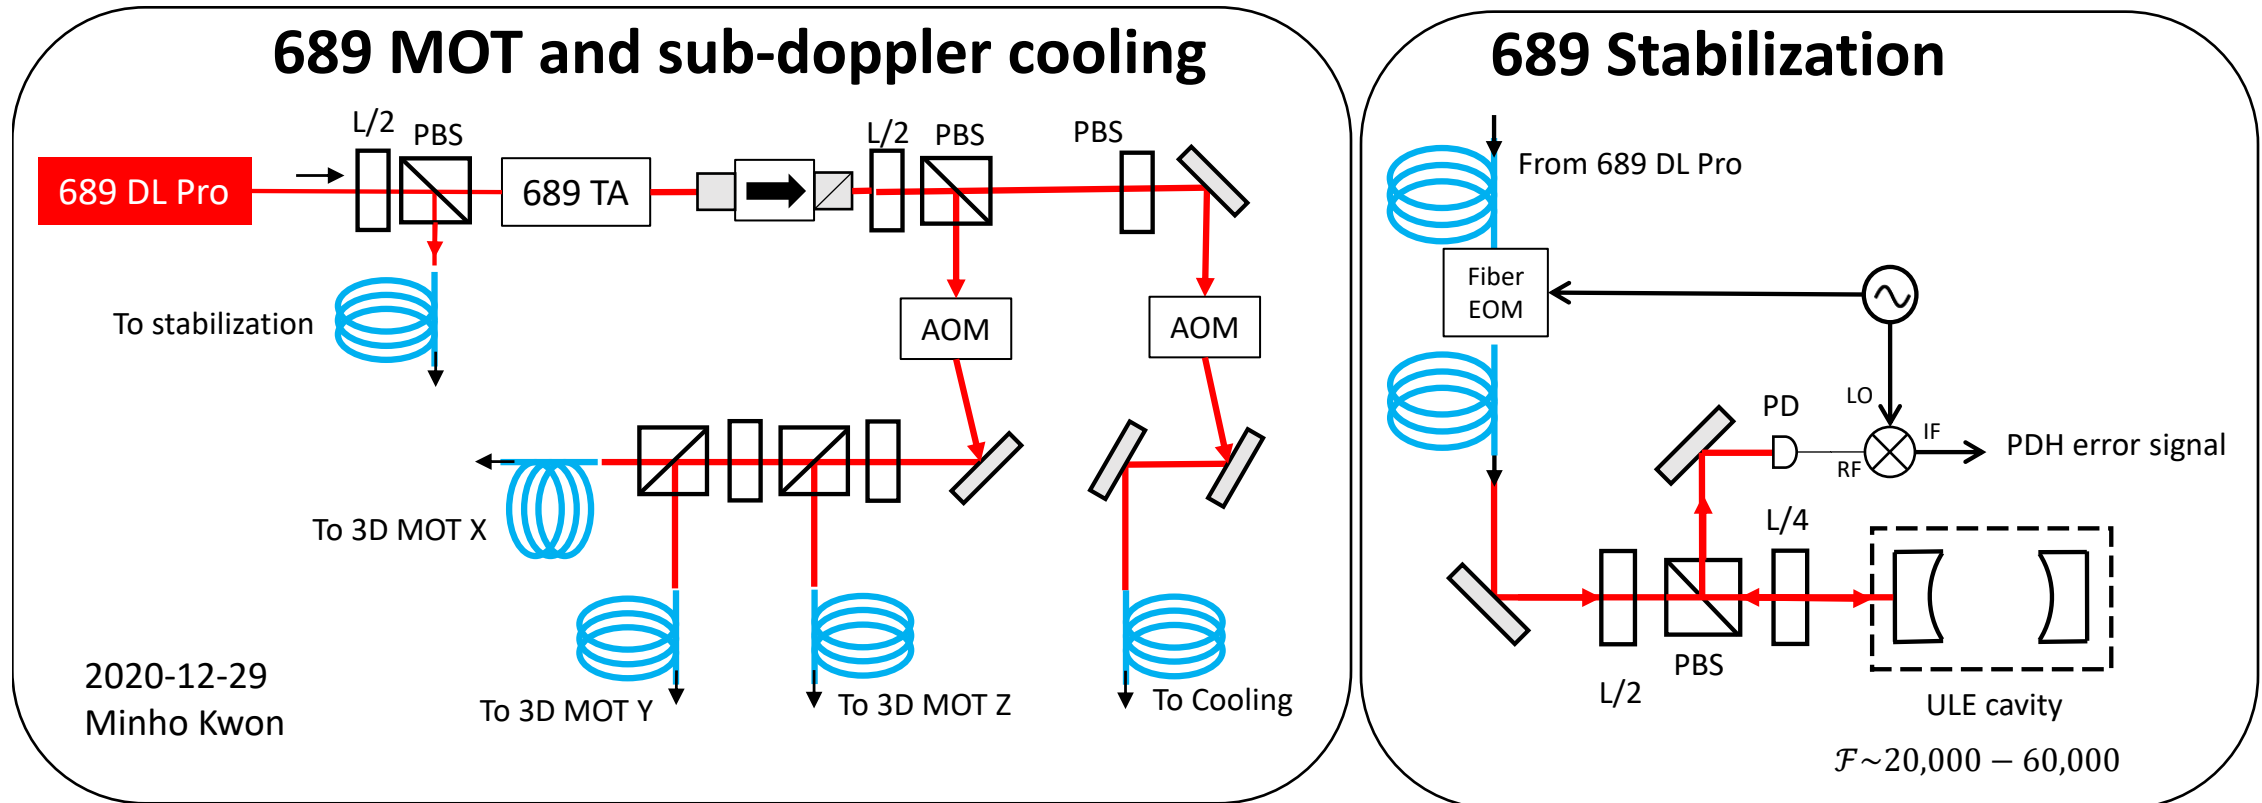 689 MOT and sub-doppler cooling
L/2
PBS
689 DL Pro
689 TA
L/2
PBS
PBS
To stabilization
AOM
AOM
To 3D MOT X
To 3D MOT Y
To 3D MOT Z
To Cooling
2020-12-29
Minho Kwon
689 Stabilization
From 689 DL Pro
Fiber
EOM
LO
PD
IF
RF
PDH error signal
L/4
L/2
PBS
ULE cavity
ℱ~20,000 − 60,000